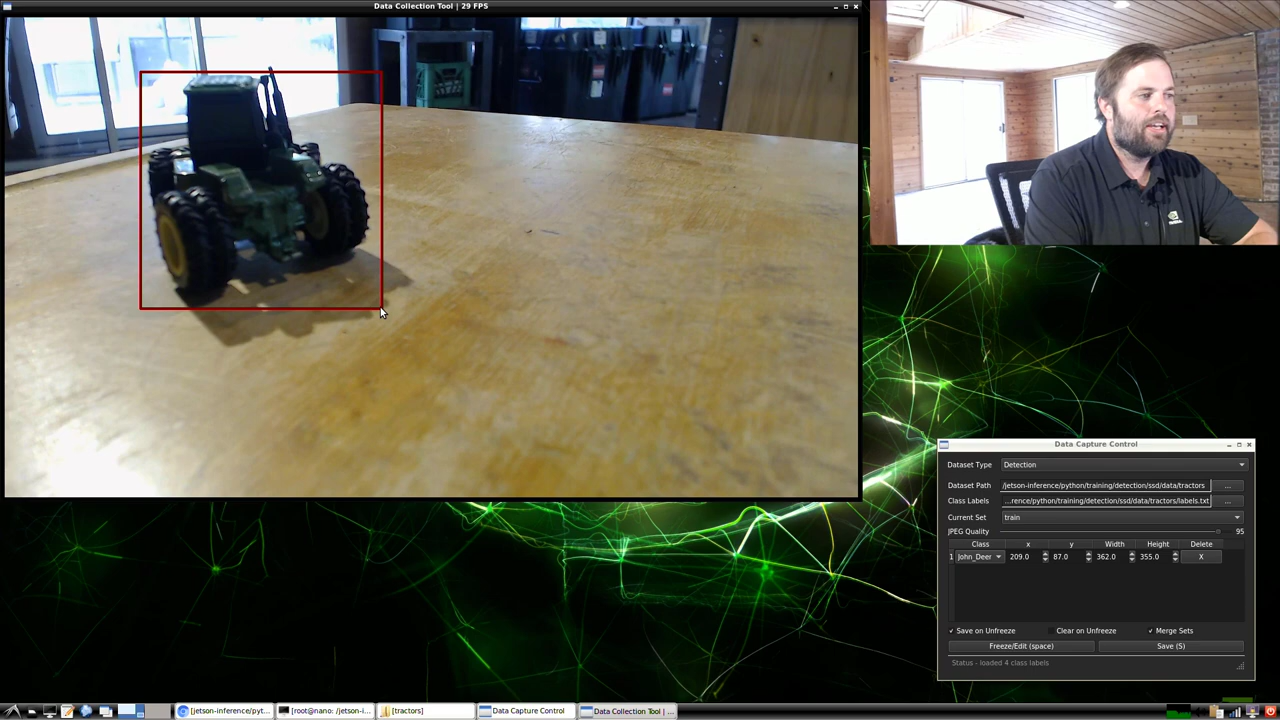 Data Collection Tool | 29 FPS
Data Capture Control
Dataset Type Detection
Dataset Path /jetson-inference/python/training/detection/ssd/data/tractors ...
Class Labels ...rence/python/training/detection/ssd/data/tractors/labels.txt ...
Current Set train
JPEG Quality 95
Class x y Width Height Delete
1 John_Deer 209.0 87.0 362.0 355.0 X
Save on Unfreeze Clear on Unfreeze Merge Sets
Freeze/Edit (space) Save (S)
Status - loaded 4 class labels
[jetson-inference/pyt... [root@nano: /jetson-i... [tractors] Data Capture Control Data Collection Tool | ...